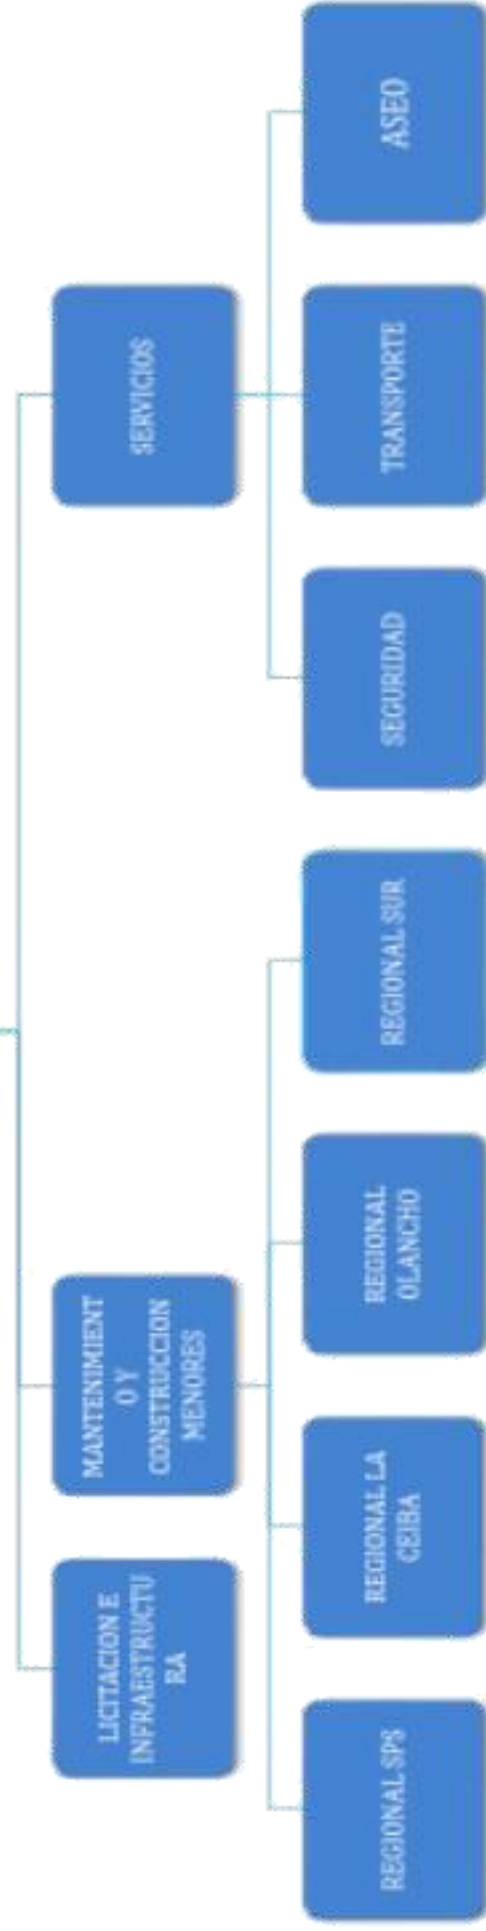 LICITACION E
INFRAESTRUCTU
RA
MANTENIMIENT
O Y
CONSTRUCCION
MENORES
SERVICIOS
REGIONAL SPS
REGIONAL LA
CEIBA
REGIONAL
OLANCHO
REGIONAL SUR
SEGURIDAD
TRANSPORTE
ASEO